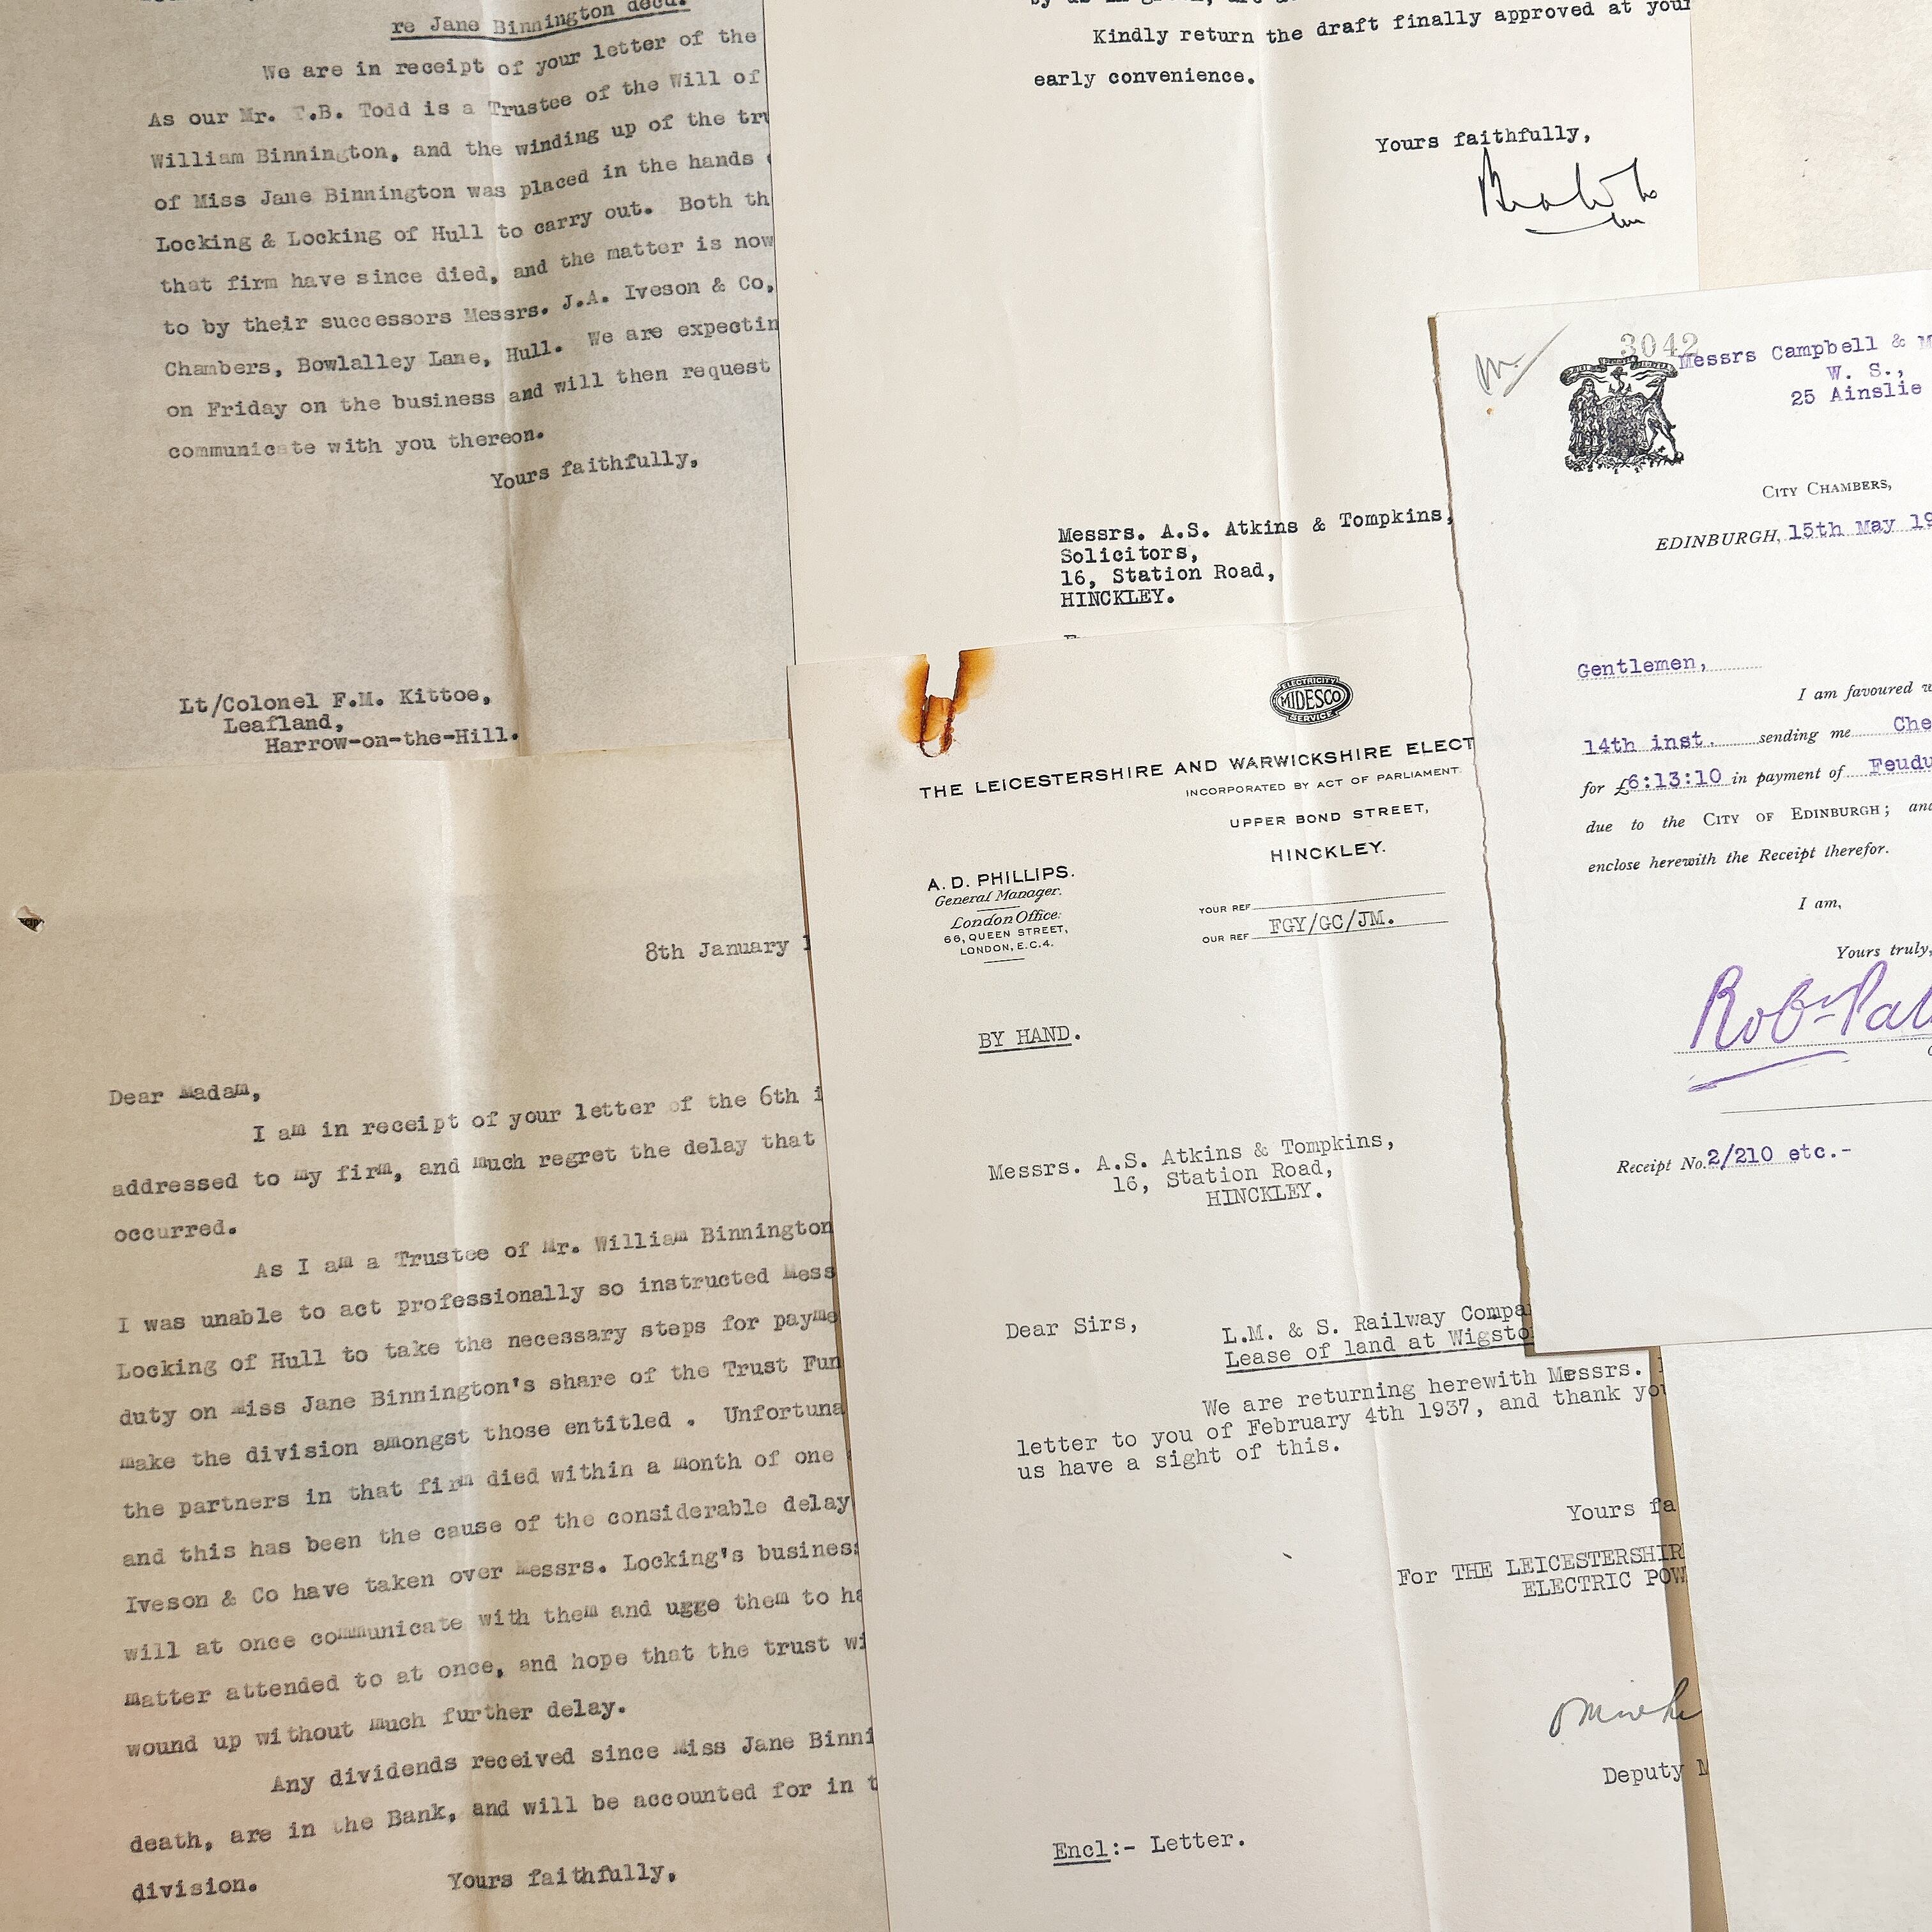 re Jane Binnington decd.
We are in receipt of your letter of the
As our Mr. T.B. Todd is a Trustee of the Will of
William Binnington, and the winding up of the
of Miss Jane Binnington was placed in the hands
Locking & Locking of Hull to carry out. Both
that firm have since died, and the matter is now
to by their successors Messrs. J.A. Iveson & Co,
Chambers, Bowlalley Lane, Hull. We are
on Friday on the business and will then request
communicate with you thereon.
Yours faithfully,
Lt/Colonel F.M. Kittoe,
Leafland,
Harrow-on-the-Hill.
8th January
Dear Madam,
I am in receipt of your letter of the 6th
addressed to my firm, and much regret the delay that
occurred.
As I am a Trustee of Mr. William Binnington
I was unable to act professionally so instructed
Locking of Hull to take the necessary steps for
duty on Miss Jane Binnington's share of the Trust
make the division amongst those entitled . 
the partners in that firm died within a month of one
and this has been the cause of the considerable delay
Iveson & Co have taken over Messrs. Locking's
will at once communicate with them and ugge them to
matter attended to at once, and hope that the trust
wound up without much further delay.
Any dividends received since Miss Jane
death, are in the Bank, and will be accounted for in
division.
Yours faithfully,
Kindly return the draft finally approved at your
early convenience.
Yours faithfully,
Messrs. A.S. Atkins & Tompkins,
Solicitors,
16, Station Road,
HINCKLEY.
ELECTRICITY
MIDESCO
SERVICE
THE LEICESTERSHIRE AND WARWICKSHIRE ELECT
INCORPORATED BY ACT OF PARLIAMENT.
UPPER BOND STREET,
HINCKLEY.
A. D. PHILLIPS.
General Manager.
London Office:
66, QUEEN STREET,
LONDON, E.C.4.
YOUR REF
OUR REF FGY/GC/JM.
BY HAND.
Messrs. A.S. Atkins & Tompkins,
16, Station Road,
HINCKLEY.
Dear Sirs,
L.M. & S. Railway Compa
Lease of land at Wigsto
We are returning herewith Messrs.
letter to you of February 4th 1937, and thank you
us have a sight of this.
Yours fa
For THE LEICESTERSHIR
ELECTRIC POW
Deputy
Encl:- Letter.
3042
Messrs Campbell &
W. S.,
25 Ainslie
CITY CHAMBERS,
EDINBURGH, 15th May 19
Gentlemen,
I am favoured
14th inst. sending me Che
for £6:13:10 in payment of Feudu
due to the CITY OF EDINBURGH; and
enclose herewith the Receipt therefor.
I am,
Yours truly,
Robt Pat
Receipt No. 2/210 etc.-